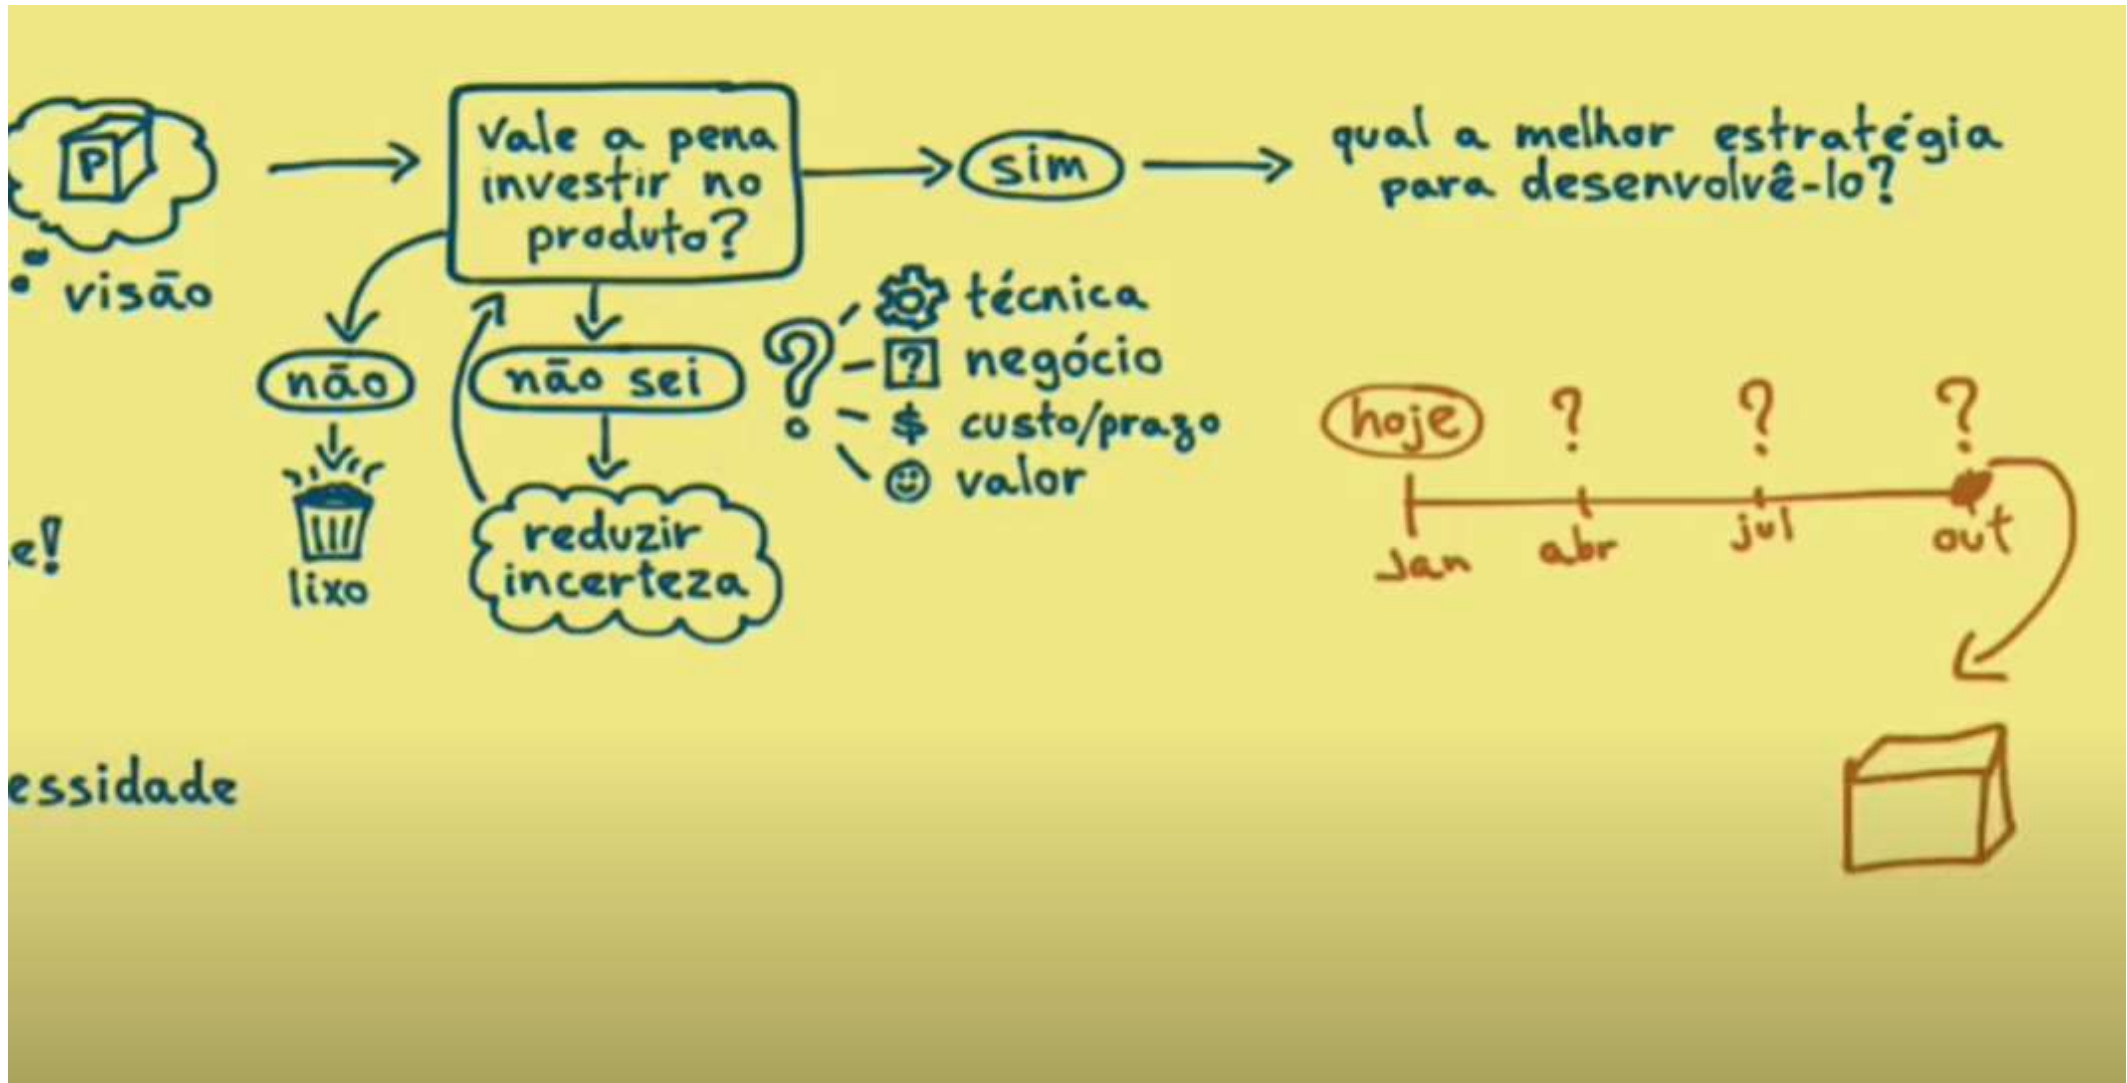 P
visão
Vale a pena
investir no
produto?
sim
qual a melhor estratégia
para desenvolvê-lo?
não
lixo
não sei
reduzir
incerteza
?
técnica
? negócio
$ custo/prazo
valor
hoje ? ? ?
Jan abr jul out
e!
essidade